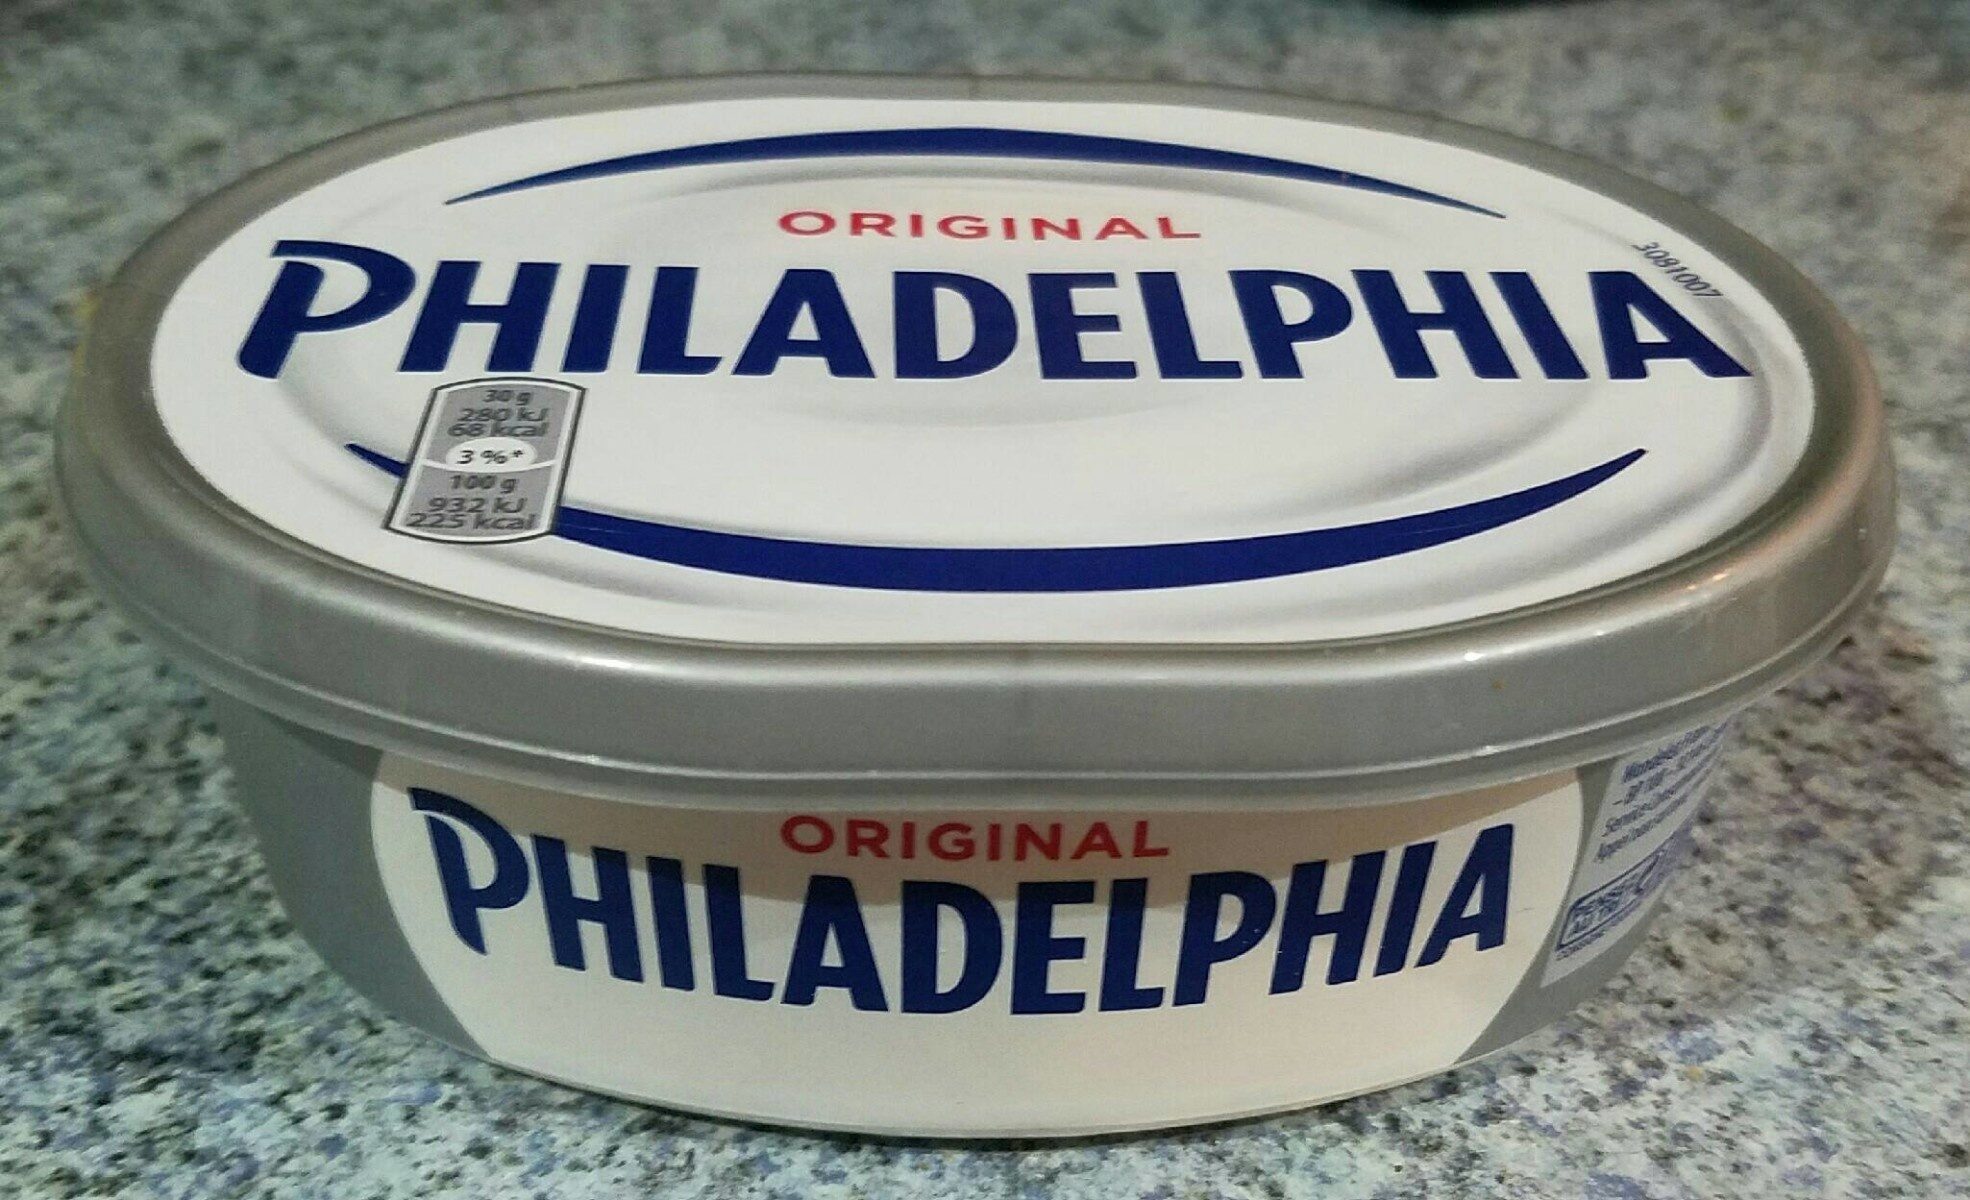 ORIGINAL
PHILADELPHIA
3081007
30 g
280 kJ
68 kcal
3 %*
100 g
932 kJ
225 kcal
ORIGINAL
PHILADELPHIA